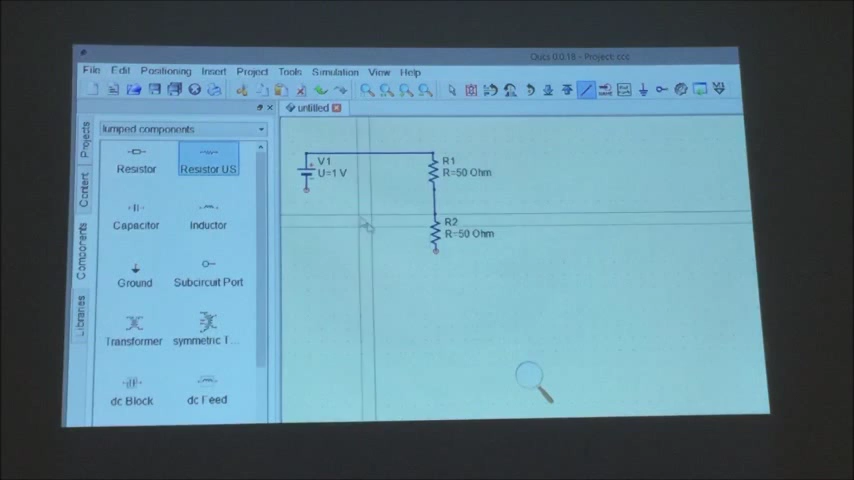 Qucs 0.0.18 - Project: ccc
File Edit Positioning Insert Project Tools Simulation View Help
untitled
Projects
Content
Components
Libraries
lumped components
Resistor
Resistor US
Capacitor
Inductor
Ground
Subcircuit Port
Transformer
symmetric T...
dc Block
dc Feed
V1
U=1 V
R1
R=50 Ohm
R2
R=50 Ohm